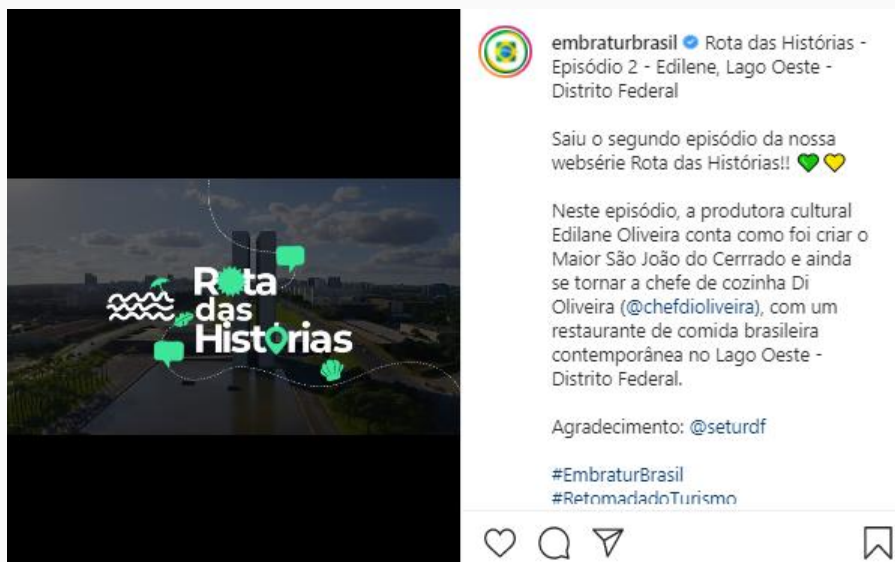 Rota
das
Histórias
embraturbrasil Rota das Histórias -
Episódio 2 - Edilene, Lago Oeste -
Distrito Federal
Saiu o segundo episódio da nossa
websérie Rota das Histórias!! 💚 💛
Neste episódio, a produtora cultural
Edilane Oliveira conta como foi criar o
Maior São João do Cerrrado e ainda
se tornar a chefe de cozinha Di
Oliveira (@chefdioliveira), com um
restaurante de comida brasileira
contemporânea no Lago Oeste -
Distrito Federal.
Agradecimento: @seturdf
#EmbraturBrasil
#RetomadadoTurismo